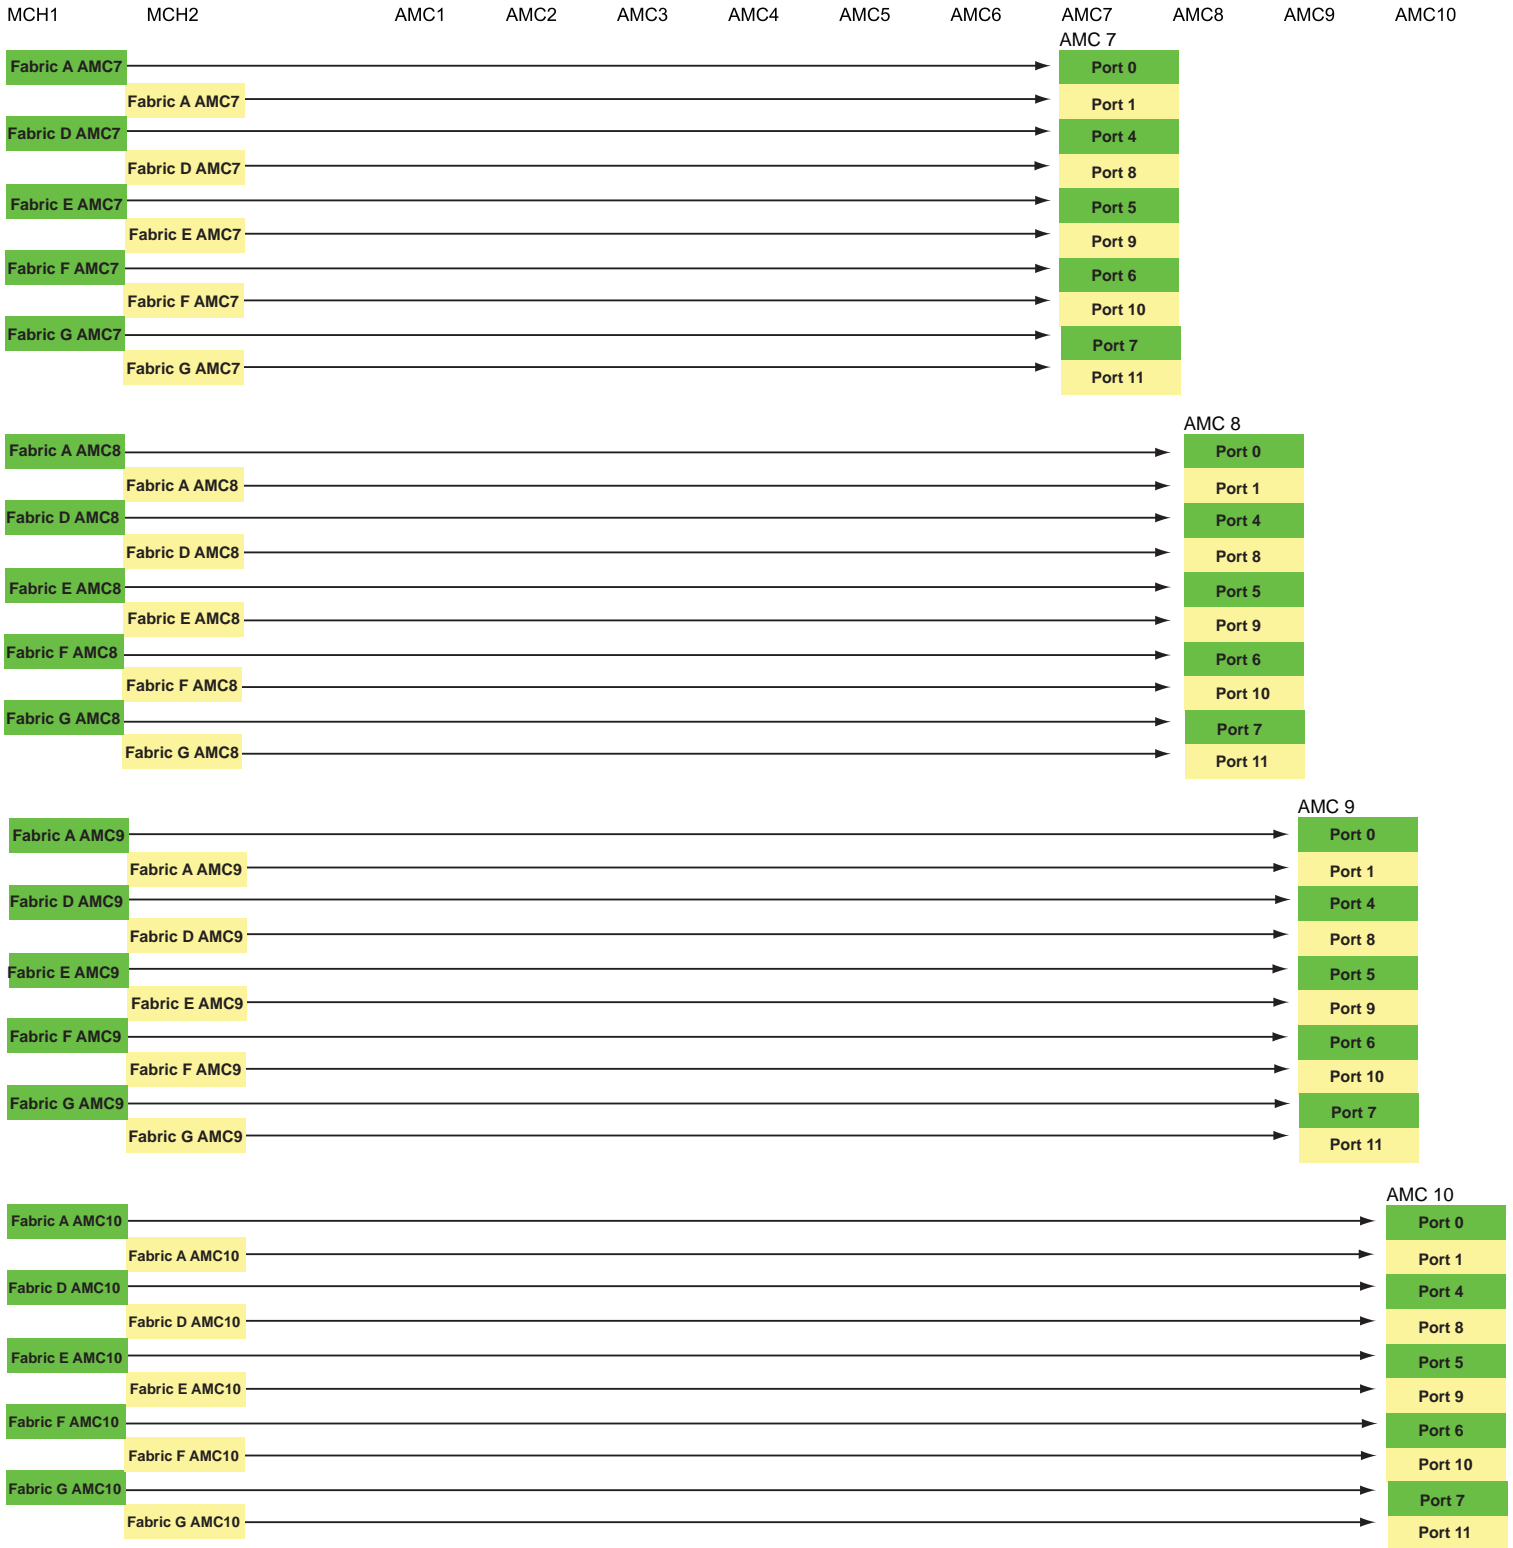 MCH1 MCH2 AMC1 AMC2 AMC3 AMC4 AMC5 AMC6 AMC7 AMC8 AMC9 AMC10
AMC 7
Fabric A AMC7 Port 0
Fabric A AMC7 Port 1
Fabric D AMC7 Port 4
Fabric D AMC7 Port 8
Fabric E AMC7 Port 5
Fabric E AMC7 Port 9
Fabric F AMC7 Port 6
Fabric F AMC7 Port 10
Fabric G AMC7 Port 7
Fabric G AMC7 Port 11
AMC 8
Fabric A AMC8 Port 0
Fabric A AMC8 Port 1
Fabric D AMC8 Port 4
Fabric D AMC8 Port 8
Fabric E AMC8 Port 5
Fabric E AMC8 Port 9
Fabric F AMC8 Port 6
Fabric F AMC8 Port 10
Fabric G AMC8 Port 7
Fabric G AMC8 Port 11
AMC 9
Fabric A AMC9 Port 0
Fabric A AMC9 Port 1
Fabric D AMC9 Port 4
Fabric D AMC9 Port 8
Fabric E AMC9 Port 5
Fabric E AMC9 Port 9
Fabric F AMC9 Port 6
Fabric F AMC9 Port 10
Fabric G AMC9 Port 7
Fabric G AMC9 Port 11
AMC 10
Fabric A AMC10 Port 0
Fabric A AMC10 Port 1
Fabric D AMC10 Port 4
Fabric D AMC10 Port 8
Fabric E AMC10 Port 5
Fabric E AMC10 Port 9
Fabric F AMC10 Port 6
Fabric F AMC10 Port 10
Fabric G AMC10 Port 7
Fabric G AMC10 Port 11